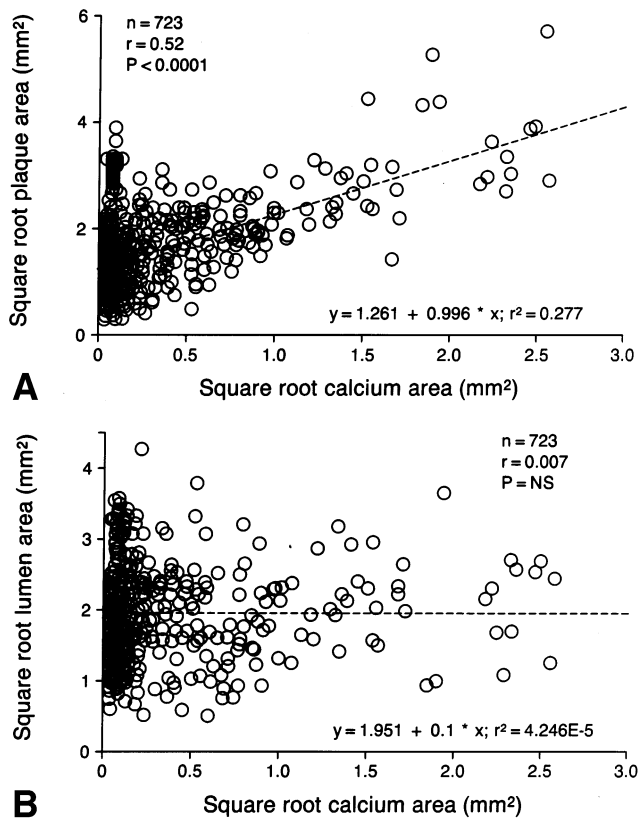 6
n = 723
r = 0.52
P < 0.0001
4
2
0
y = 1.261 + 0.996 * x; r² = 0.277
0
0.5
1.0
1.5
2.0
2.5
3.0
Square root plaque area (mm²)
A
Square root calcium area (mm²)
n = 723
r = 0.007
P = NS
4
3
2
1
0
y = 1.951 + 0.1 * x; r² = 4.246E-5
0
0.5
1.0
1.5
2.0
2.5
3.0
Square root lumen area (mm²)
B
Square root calcium area (mm²)